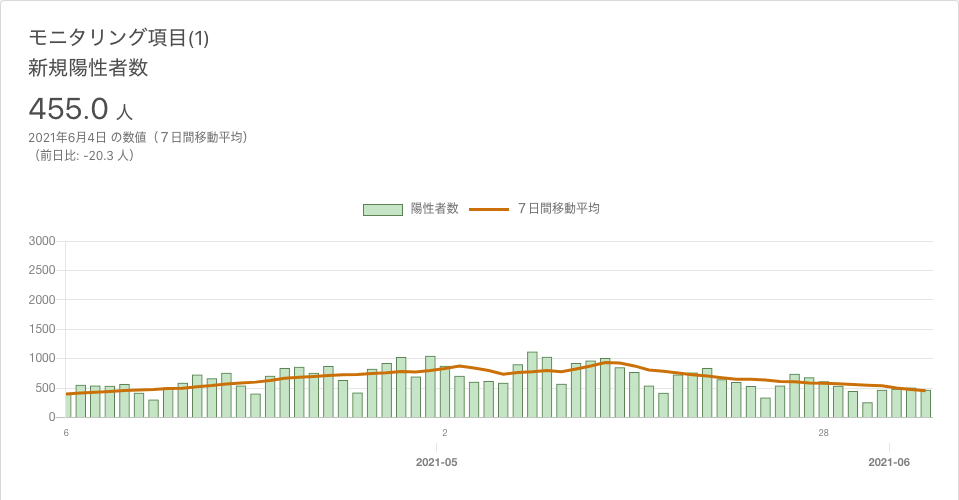 モニタリング項目(1)
新規陽性者数
455.0 人
2021年6月4日 の数値（７日間移動平均）
（前日比: -20.3 人）
陽性者数 ７日間移動平均
3000
2500
2000
1500
1000
500
0
6 2 28
2021-05 2021-06